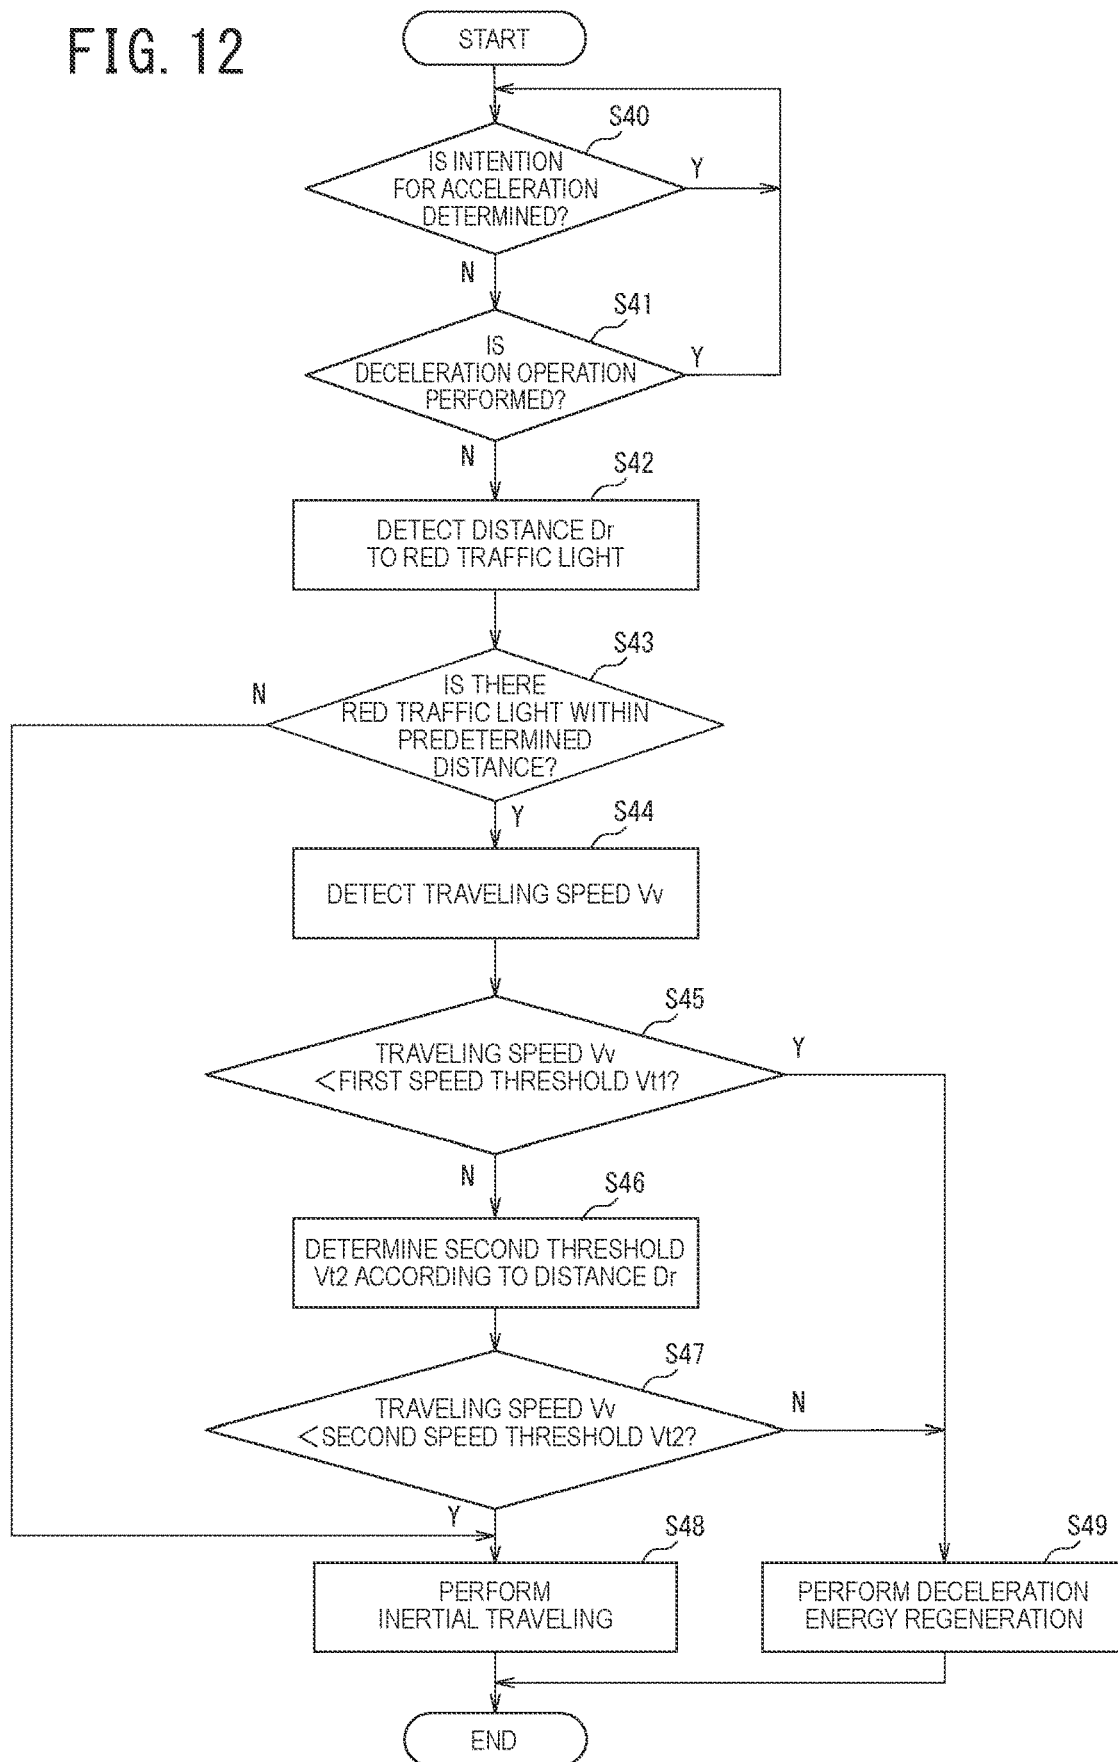 FIG. 12
START
S40
IS INTENTION
FOR ACCELERATION
DETERMINED?
Y
N
S41
IS
DECELERATION OPERATION
PERFORMED?
Y
N
S42
DETECT DISTANCE Dr
TO RED TRAFFIC LIGHT
S43
N
IS THERE
RED TRAFFIC LIGHT WITHIN
PREDETERMINED
DISTANCE?
Y
S44
DETECT TRAVELING SPEED Vv
S45
TRAVELING SPEED Vv
<FIRST SPEED THRESHOLD Vt1?
Y
N
S46
DETERMINE SECOND THRESHOLD
Vt2 ACCORDING TO DISTANCE Dr
S47
TRAVELING SPEED Vv
<SECOND SPEED THRESHOLD Vt2?
N
Y
S48
PERFORM
INERTIAL TRAVELING
S49
PERFORM DECELERATION
ENERGY REGENERATION
END